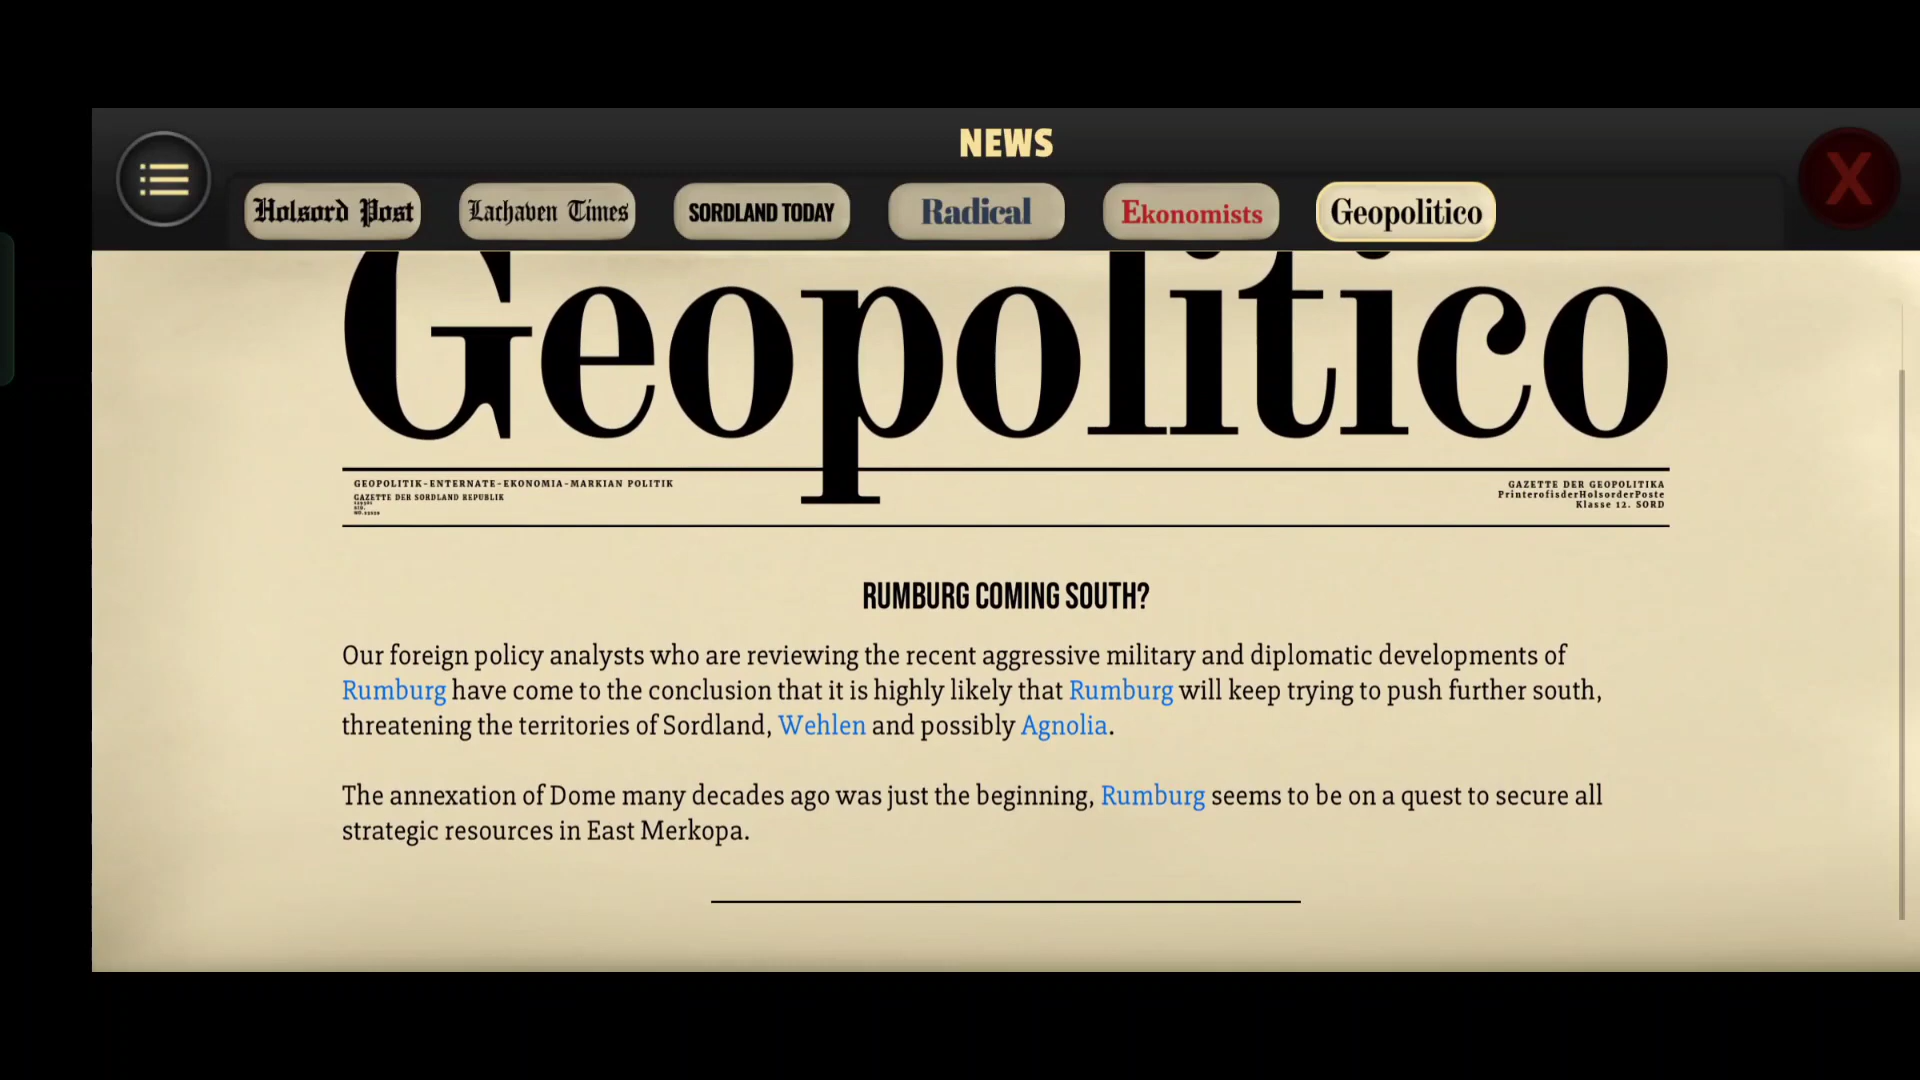 NEWS
X
Holsord Post
Lachaven Times
SORDLAND TODAY
Radical
Ekonomists
Geopolitico
Geopolitico
GEOPOLITIK-ENTERNATE-EKONOMIA-MARKIAN POLITIK
GAZETTE DER SORDLAND REPUBLIK
GAZETTE DER GEOPOLITIKA
PrinterofisderHolsorderPoste
Klasse 12. SORD
RUMBURG COMING SOUTH?
Our foreign policy analysts who are reviewing the recent aggressive military and diplomatic developments of
Rumburg have come to the conclusion that it is highly likely that Rumburg will keep trying to push further south,
threatening the territories of Sordland, Wehlen and possibly Agnolia.
The annexation of Dome many decades ago was just the beginning, Rumburg seems to be on a quest to secure all
strategic resources in East Merkopa.